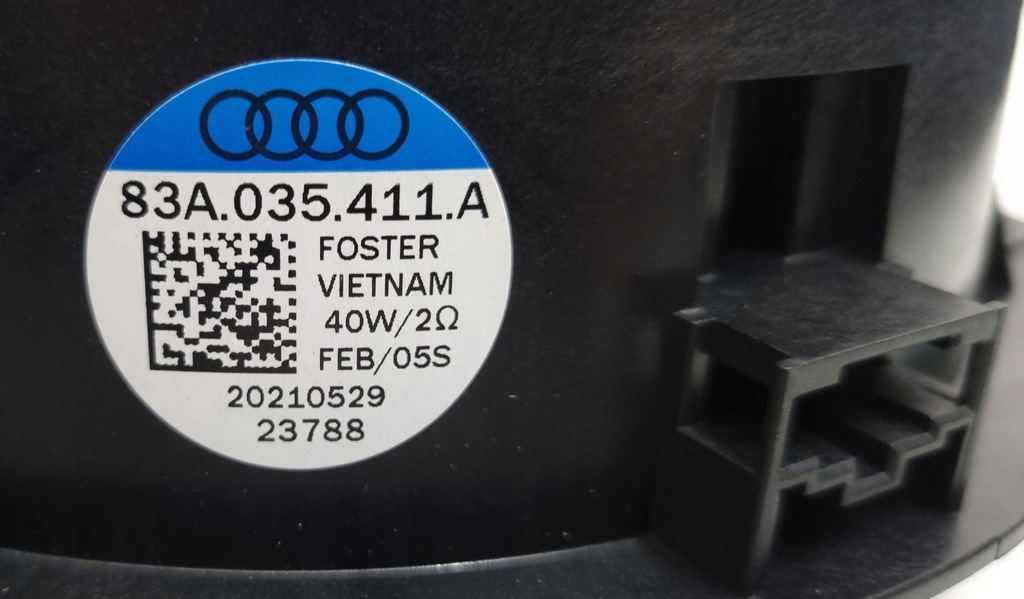 83A.035.411.A
FOSTER
VIETNAM
40W/2Ω
FEB/05S
20210529
23788